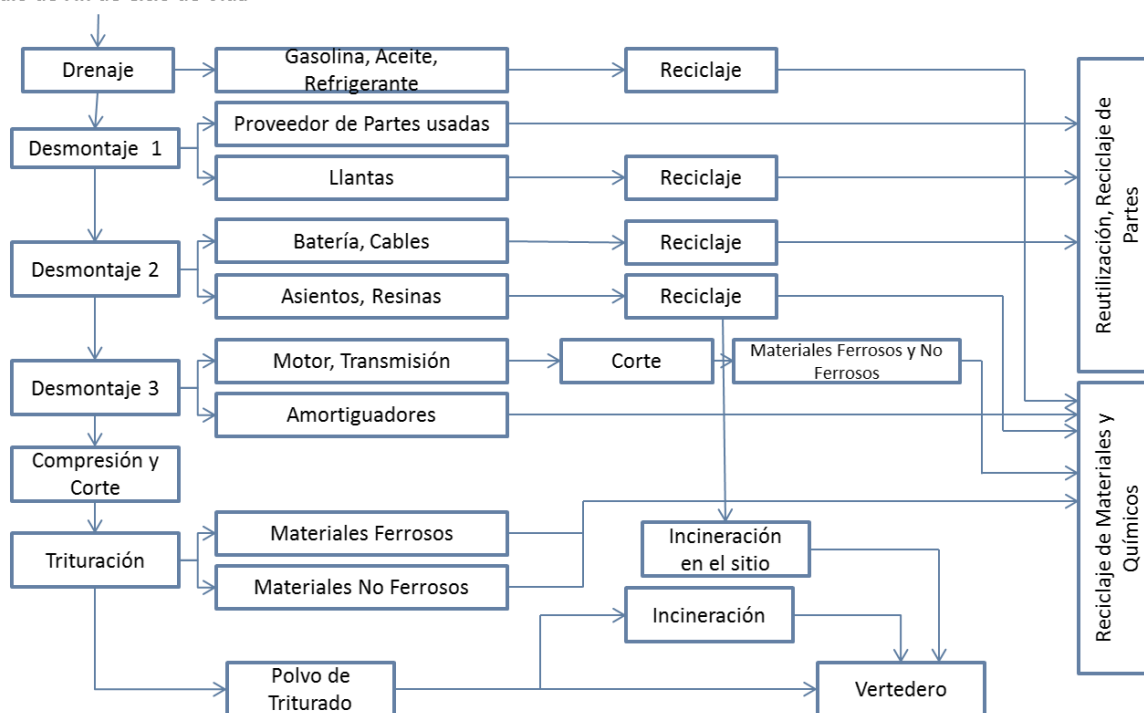 Drenaje
Gasolina, Aceite,
Refrigerante
Reciclaje
Desmontaje 1
Proveedor de Partes usadas
Llantas
Reciclaje
Desmontaje 2
Batería, Cables
Reciclaje
Asientos, Resinas
Reciclaje
Reutilización, Reciclaje de
Partes
Desmontaje 3
Motor, Transmisión
Corte
Materiales Ferrosos y No
Ferrosos
Amortiguadores
Compresión y
Corte
Trituración
Materiales Ferrosos
Materiales No Ferrosos
Incineración
en el sitio
Incineración
Reciclaje de Materiales y
Químicos
Polvo de
Triturado
Vertedero